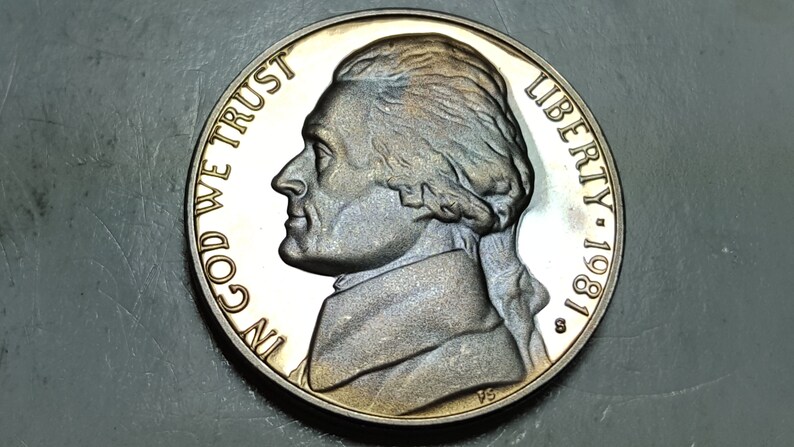 IN GOD WE TRUST
LIBERTY · 1981
S
FS